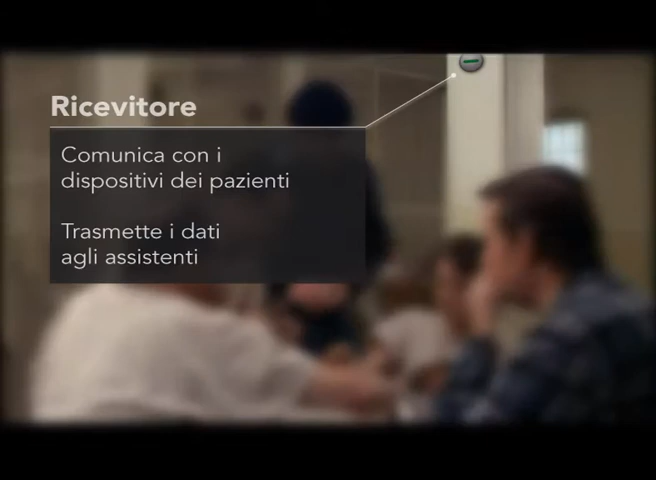 Ricevitore
Comunica con i
dispositivi dei pazienti
Trasmette i dati
agli assistenti